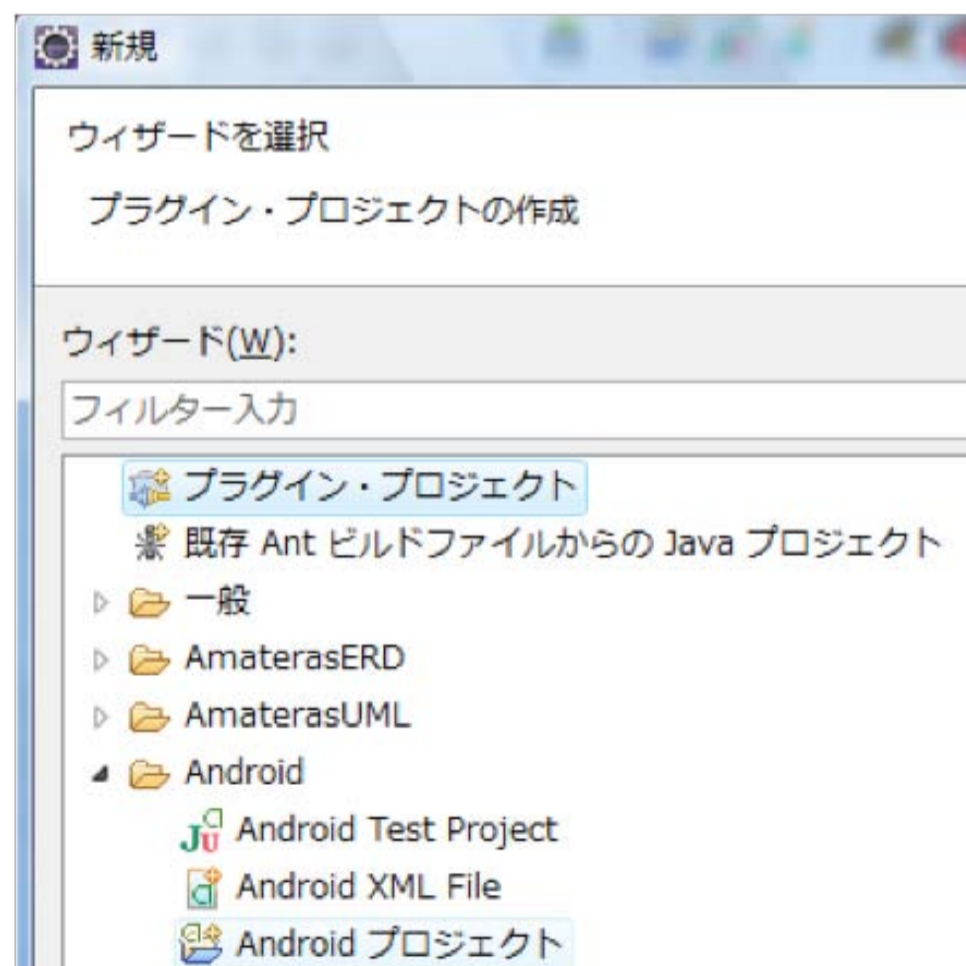 新規
ウィザードを選択
プラグイン・プロジェクトの作成
ウィザード(W):
フィルター入力
プラグイン・プロジェクト
既存 Ant ビルドファイルからの Java プロジェクト
一般
AmaterasERD
AmaterasUML
Android
Android Test Project
Android XML File
Android プロジェクト